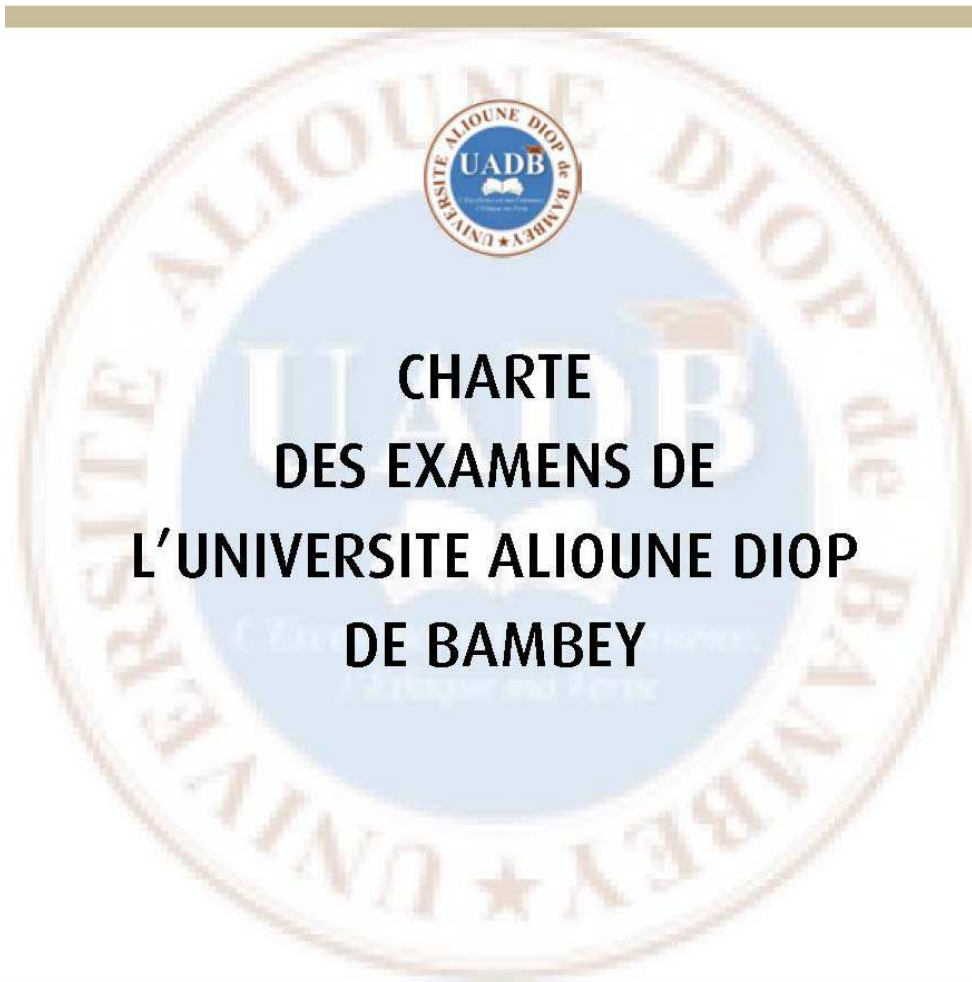 UNIVERSITE ALIOUNE DIOP de BAMBEY
UADB
CHARTE
DES EXAMENS DE
L'UNIVERSITE ALIOUNE DIOP
DE BAMBEY
UNIVERSITE ALIOUNE DIOP de BAMBEY
UADB